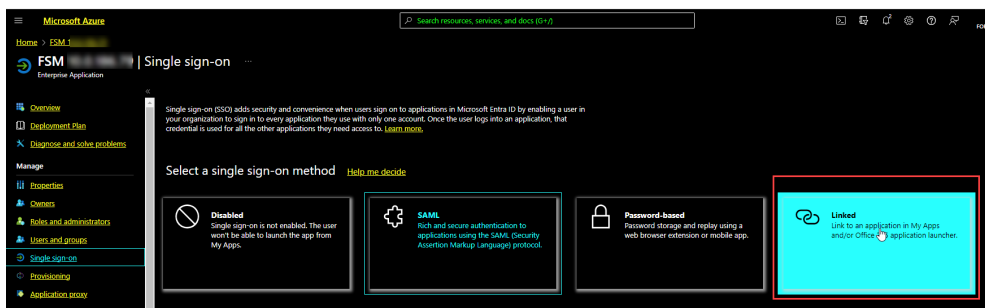 Microsoft Azure
Search resources, services, and docs (G+/)
Home > FSM 1
FSM | Single sign-on ...
Enterprise Application
Overview
Deployment Plan
Diagnose and solve problems
Manage
Properties
Owners
Roles and administrators
Users and groups
Single sign-on
Provisioning
Application proxy
Single sign-on (SSO) adds security and convenience when users sign on to applications in Microsoft Entra ID by enabling a user in
your organization to sign in to every application they use with only one account. Once the user logs into an application, that
credential is used for all the other applications they need access to. Learn more.
Select a single sign-on method Help me decide
Disabled
Single sign-on is not enabled. The user
won't be able to launch the app from
My Apps.
SAML
Rich and secure authentication to
applications using the SAML (Security
Assertion Markup Language) protocol.
Password-based
Password storage and replay using a
web browser extension or mobile app.
Linked
Link to an application in My Apps
and/or Office application launcher.